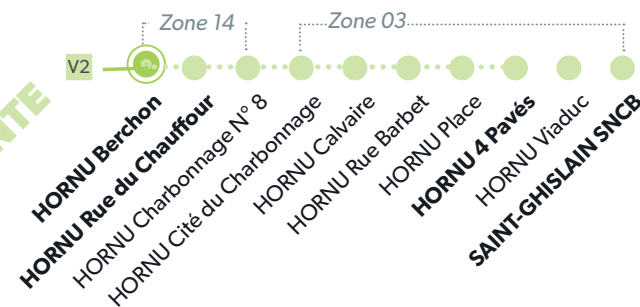 Zone 14
Zone 03
V2
NTE
HORNU Berchon
HORNU Rue du Chauffour
HORNU Charbonnage N° 8
HORNU Cité du Charbonnage
HORNU Calvaire
HORNU Rue Barbet
HORNU Place
HORNU 4 Pavés
HORNU Viaduc
SAINT-GHISLAIN SNCB